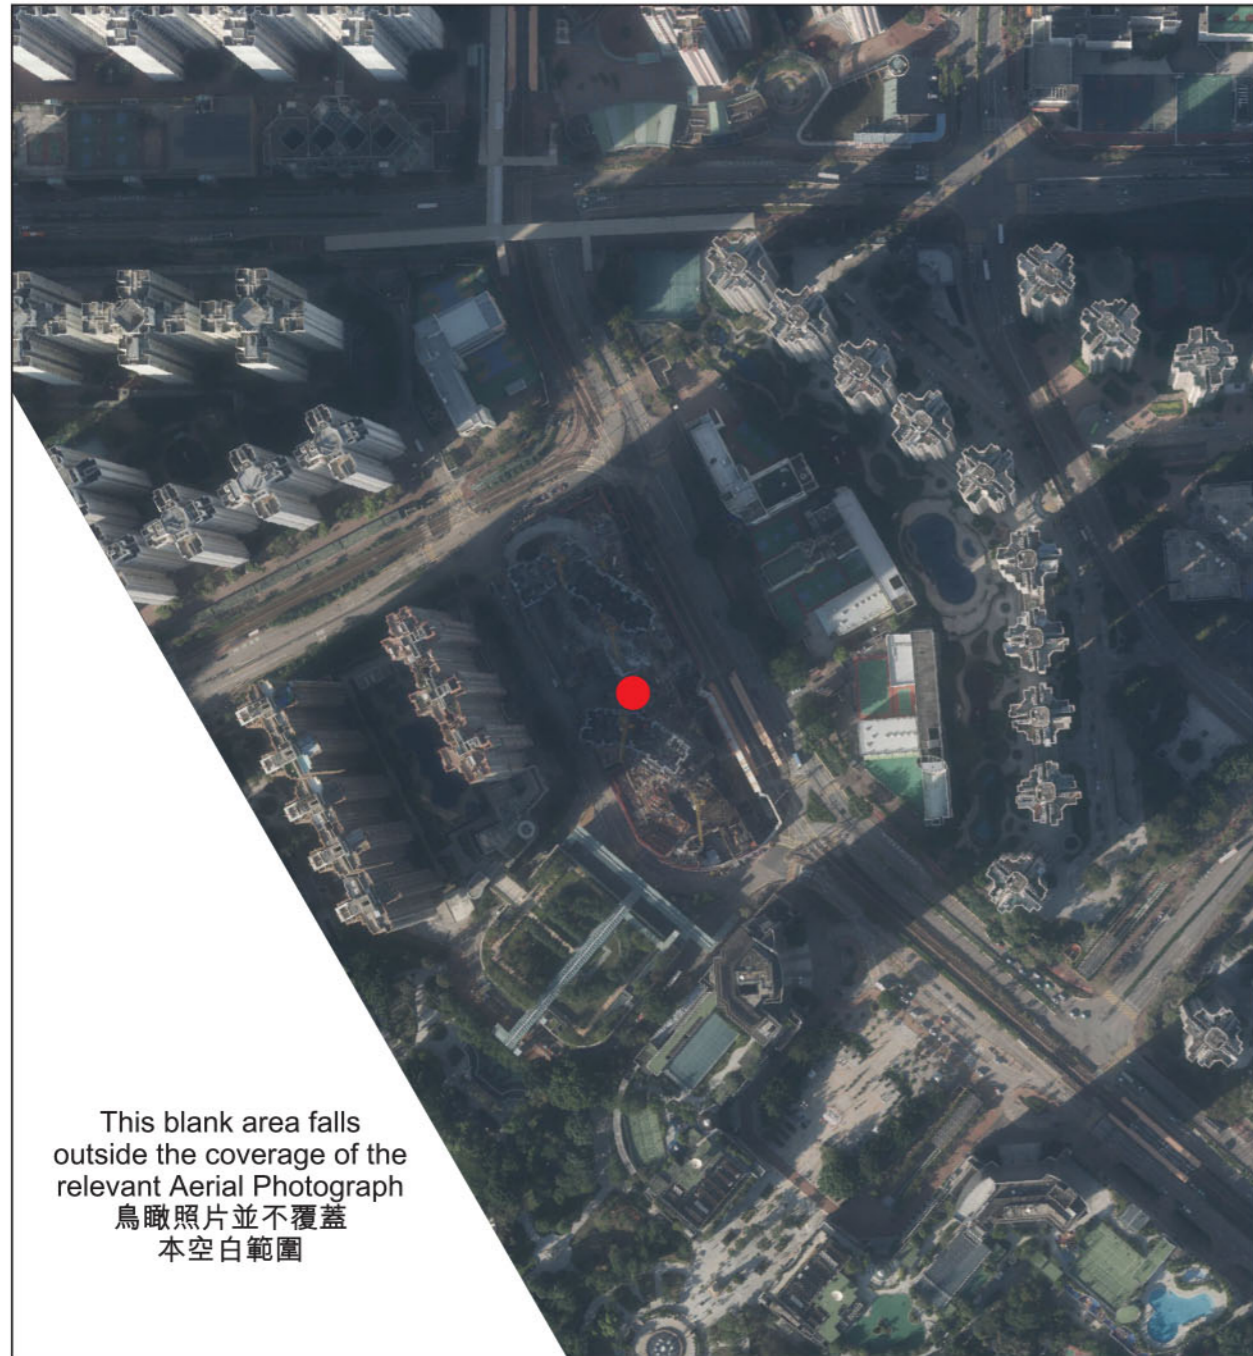 This blank area falls
outside the coverage of the
relevant Aerial Photograph
鳥瞰照片並不覆蓋
本空白範圍